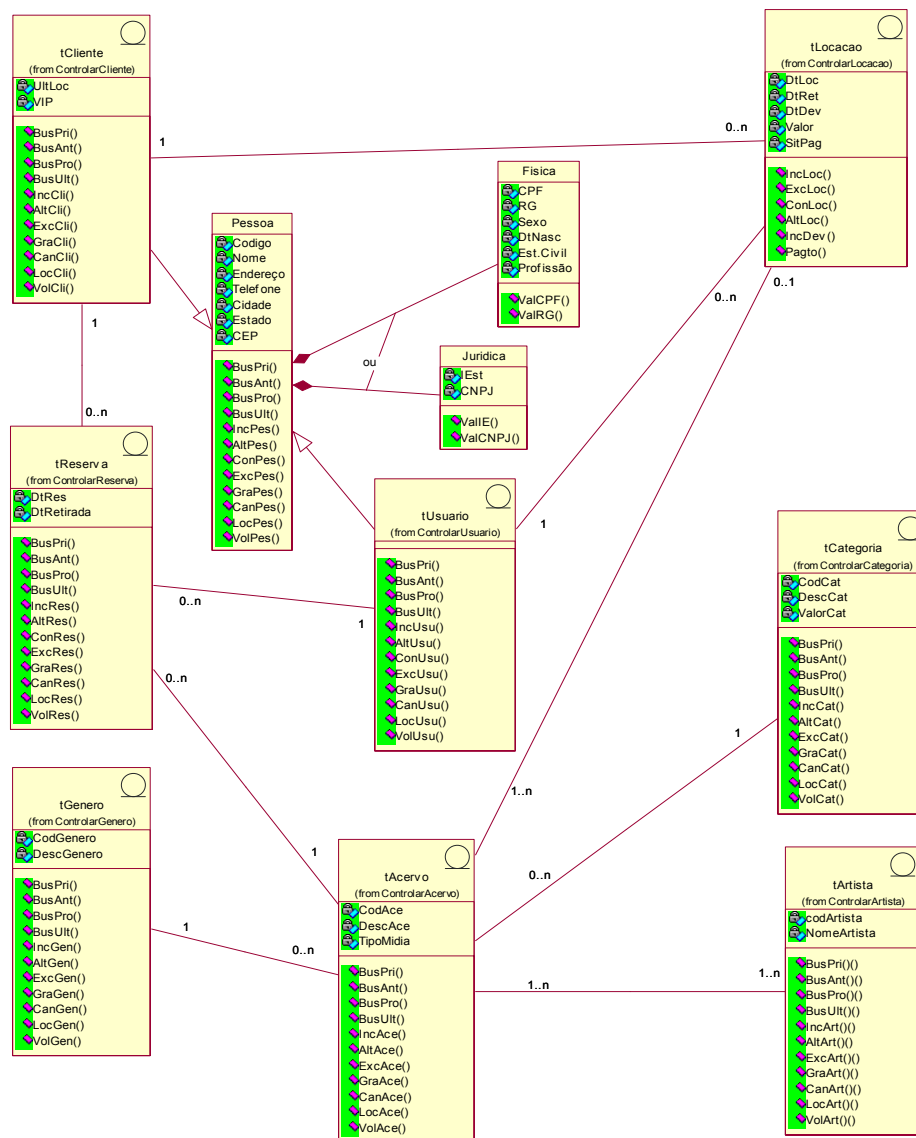 tCliente
(from ControlarCliente)
UltLoc
VIP
BusPri()
BusAnt()
BusPro()
BusUlt()
IncCli()
AltCli()
ExcCli()
GraCli()
CanCli()
LocCli()
VolCli()
1
0..n
1
0..n
tLocacao
(from ControlarLocacao)
DtLoc
DtRet
DtDev
Valor
SitPag
IncLoc()
ExcLoc()
ConLoc()
AltLoc()
IncDev()
Pagto()
0..n
0..1
Fisica
CPF
RG
Sexo
DtNasc
Est.Civil
Profissão
ValCPF()
ValRG()
Pessoa
Codigo
Nome
Endereço
Telefone
Cidade
Estado
CEP
BusPri()
BusAnt()
BusPro()
BusUlt()
IncPes()
AltPes()
ConPes()
ExcPes()
GraPes()
CanPes()
LocPes()
VolPes()
ou
Juridica
IEst
CNPJ
ValIE()
ValCNPJ()
tReserva
(from ControlarReserva)
DtRes
DtRetirada
BusPri()
BusAnt()
BusPro()
BusUlt()
IncRes()
AltRes()
ConRes()
ExcRes()
GraRes()
CanRes()
LocRes()
VolRes()
0..n
1
0..n
1
tUsuario
(from ControlarUsuario)
BusPri()
BusAnt()
BusPro()
BusUlt()
IncUsu()
AltUsu()
ConUsu()
ExcUsu()
GraUsu()
CanUsu()
LocUsu()
VolUsu()
1
tCategoria
(from ControlarCategoria)
CodCat
DescCat
ValorCat
BusPri()
BusAnt()
BusPro()
BusUlt()
IncCat()
AltCat()
ExcCat()
GraCat()
CanCat()
LocCat()
VolCat()
1
0..n
1..n
tGenero
(from ControlarGenero)
CodGenero
DescGenero
BusPri()
BusAnt()
BusPro()
BusUlt()
IncGen()
AltGen()
ExcGen()
GraGen()
CanGen()
LocGen()
VolGen()
1
0..n
tAcervo
(from ControlarAcervo)
CodAce
DescAce
TipoMidia
BusPri()
BusAnt()
BusPro()
BusUlt()
IncAce()
AltAce()
ExcAce()
GraAce()
CanAce()
LocAce()
VolAce()
1..n
1..n
tArtista
(from ControlarArtista)
codArtista
NomeArtista
BusPri()()
BusAnt()()
BusPro()()
BusUlt()()
IncArt()()
AltArt()()
ExcArt()()
GraArt()()
CanArt()()
LocArt()()
VolArt()()